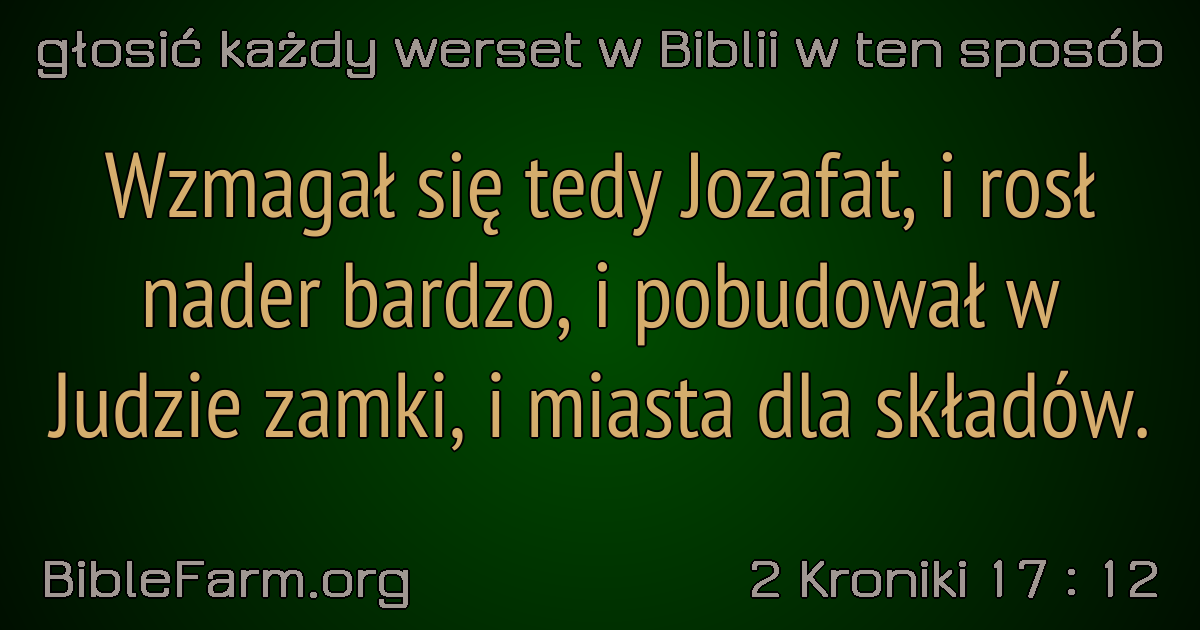 głosić każdy werset w Biblii w ten sposób
Wzmagał się tedy Jozafat, i rosł
nader bardzo, i pobudował w
Judzie zamki, i miasta dla składów.
BibleFarm.org
2 Kroniki 17 : 12